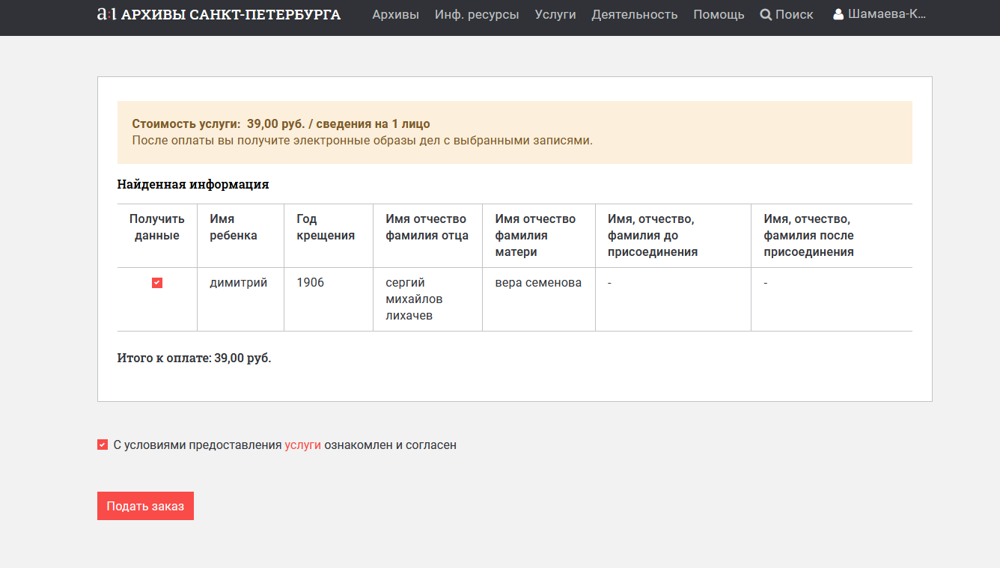 a:i АРХИВЫ САНКТ-ПЕТЕРБУРГА Архивы Инф. ресурсы Услуги Деятельность Помощь Поиск Шамаева-К...
Стоимость услуги: 39,00 руб. / сведения на 1 лицо
После оплаты вы получите электронные образы дел с выбранными записями.
Найденная информация
Получить данные
Имя ребенка
Год крещения
Имя отчество фамилия отца
Имя отчество фамилия матери
Имя, отчество, фамилия до присоединения
Имя, отчество, фамилия после присоединения
димитрий
1906
сергий михайлов лихачев
вера семенова
-
-
Итого к оплате: 39,00 руб.
С условиями предоставления услуги ознакомлен и согласен
Подать заказ